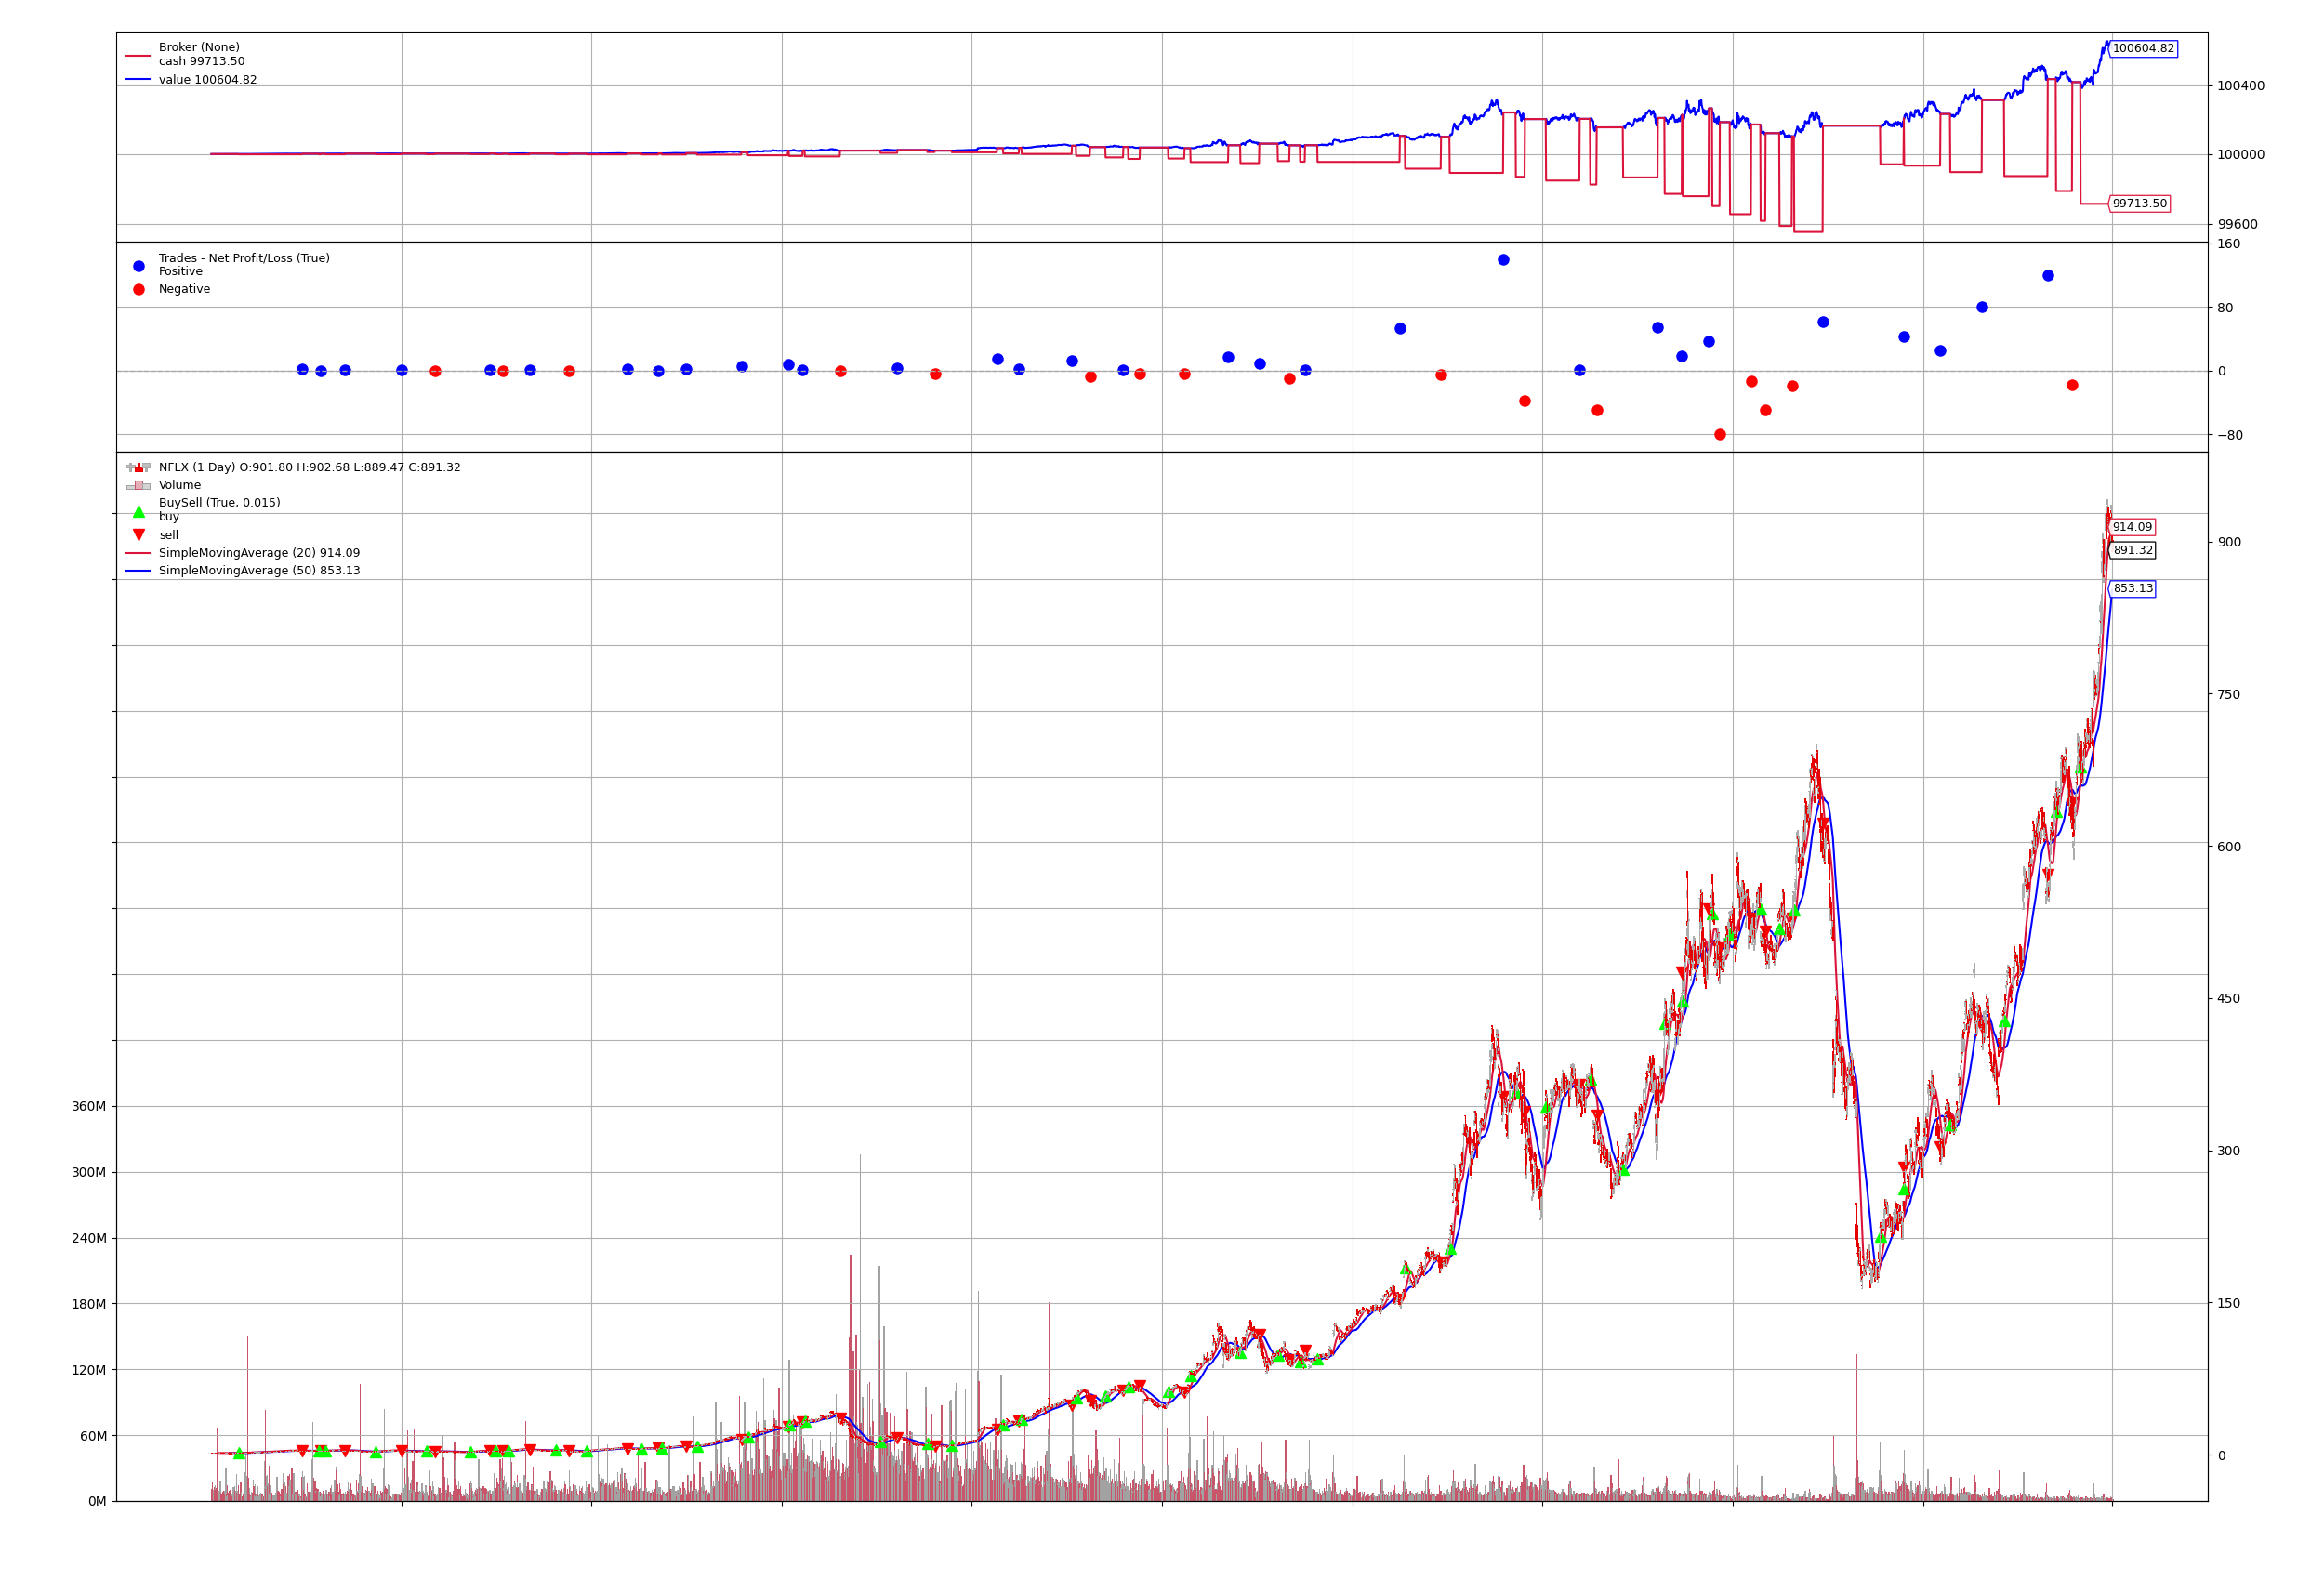 Broker (None)
cash 99713.50
value 100604.82
100604.82
100400
100000
99713.50
99600
Trades - Net Profit/Loss (True)
Positive
Negative
160
80
0
−80
NFLX (1 Day) O:901.80 H:902.68 L:889.47 C:891.32
Volume
BuySell (True, 0.015)
buy
sell
SimpleMovingAverage (20) 914.09
SimpleMovingAverage (50) 853.13
914.09
900
891.32
853.13
750
600
450
300
150
0
360M
300M
240M
180M
120M
60M
0M